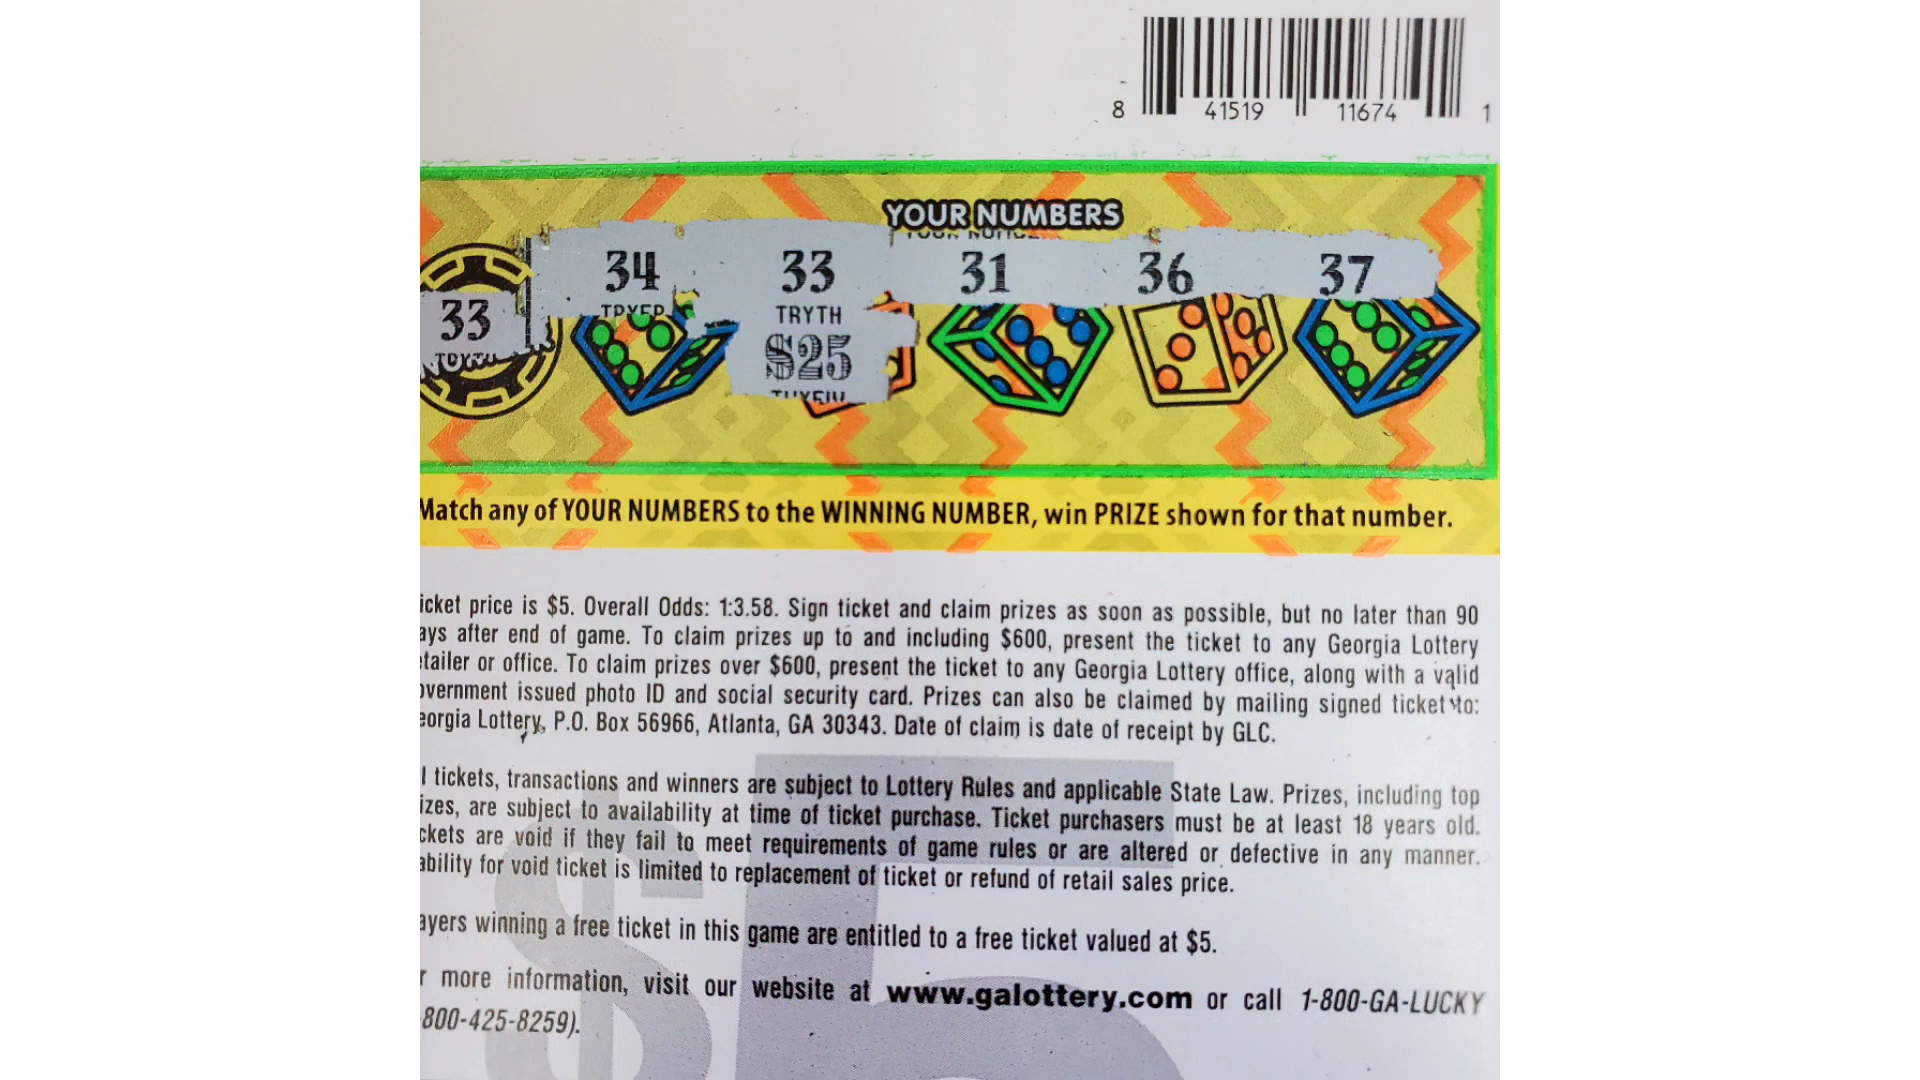 8 41519 11674 1
YOUR NUMBERS
34 33 31 36 37
33
TRYTH
$25
Match any of YOUR NUMBERS to the WINNING NUMBER, win PRIZE shown for that number.
icket price is $5. Overall Odds: 1:3.58. Sign ticket and claim prizes as soon as possible, but no later than 90
ays after end of game. To claim prizes up to and including $600, present the ticket to any Georgia Lottery
etailer or office. To claim prizes over $600, present the ticket to any Georgia Lottery office, along with a valid
overnment issued photo ID and social security card. Prizes can also be claimed by mailing signed ticket to:
eorgia Lottery, P.O. Box 56966, Atlanta, GA 30343. Date of claim is date of receipt by GLC.
l tickets, transactions and winners are subject to Lottery Rules and applicable State Law. Prizes, including top
izes, are subject to availability at time of ticket purchase. Ticket purchasers must be at least 18 years old.
ckets are void if they fail to meet requirements of game rules or are altered or defective in any manner.
ability for void ticket is limited to replacement of ticket or refund of retail sales price.
ayers winning a free ticket in this game are entitled to a free ticket valued at $5.
r more information, visit our website at www.galottery.com or call 1-800-GA-LUCKY
800-425-8259).
$5